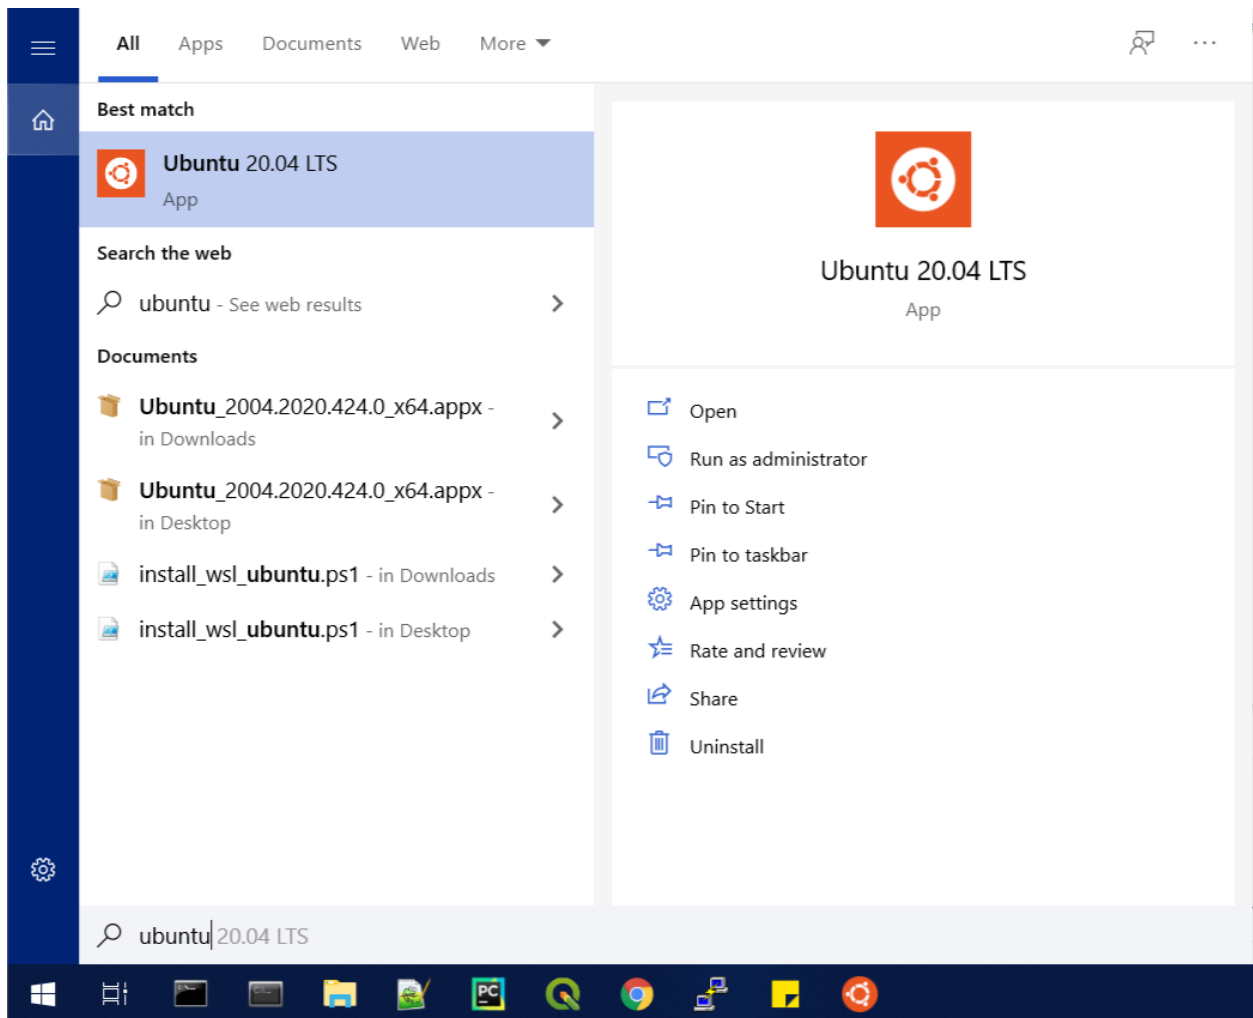 All Apps Documents Web More
Best match
Ubuntu 20.04 LTS
App
Search the web
ubuntu - See web results
Documents
Ubuntu_2004.2020.424.0_x64.appx -
in Downloads
Ubuntu_2004.2020.424.0_x64.appx -
in Desktop
install_wsl_ubuntu.ps1 - in Downloads
install_wsl_ubuntu.ps1 - in Desktop
Ubuntu 20.04 LTS
App
Open
Run as administrator
Pin to Start
Pin to taskbar
App settings
Rate and review
Share
Uninstall
ubuntu 20.04 LTS
PC